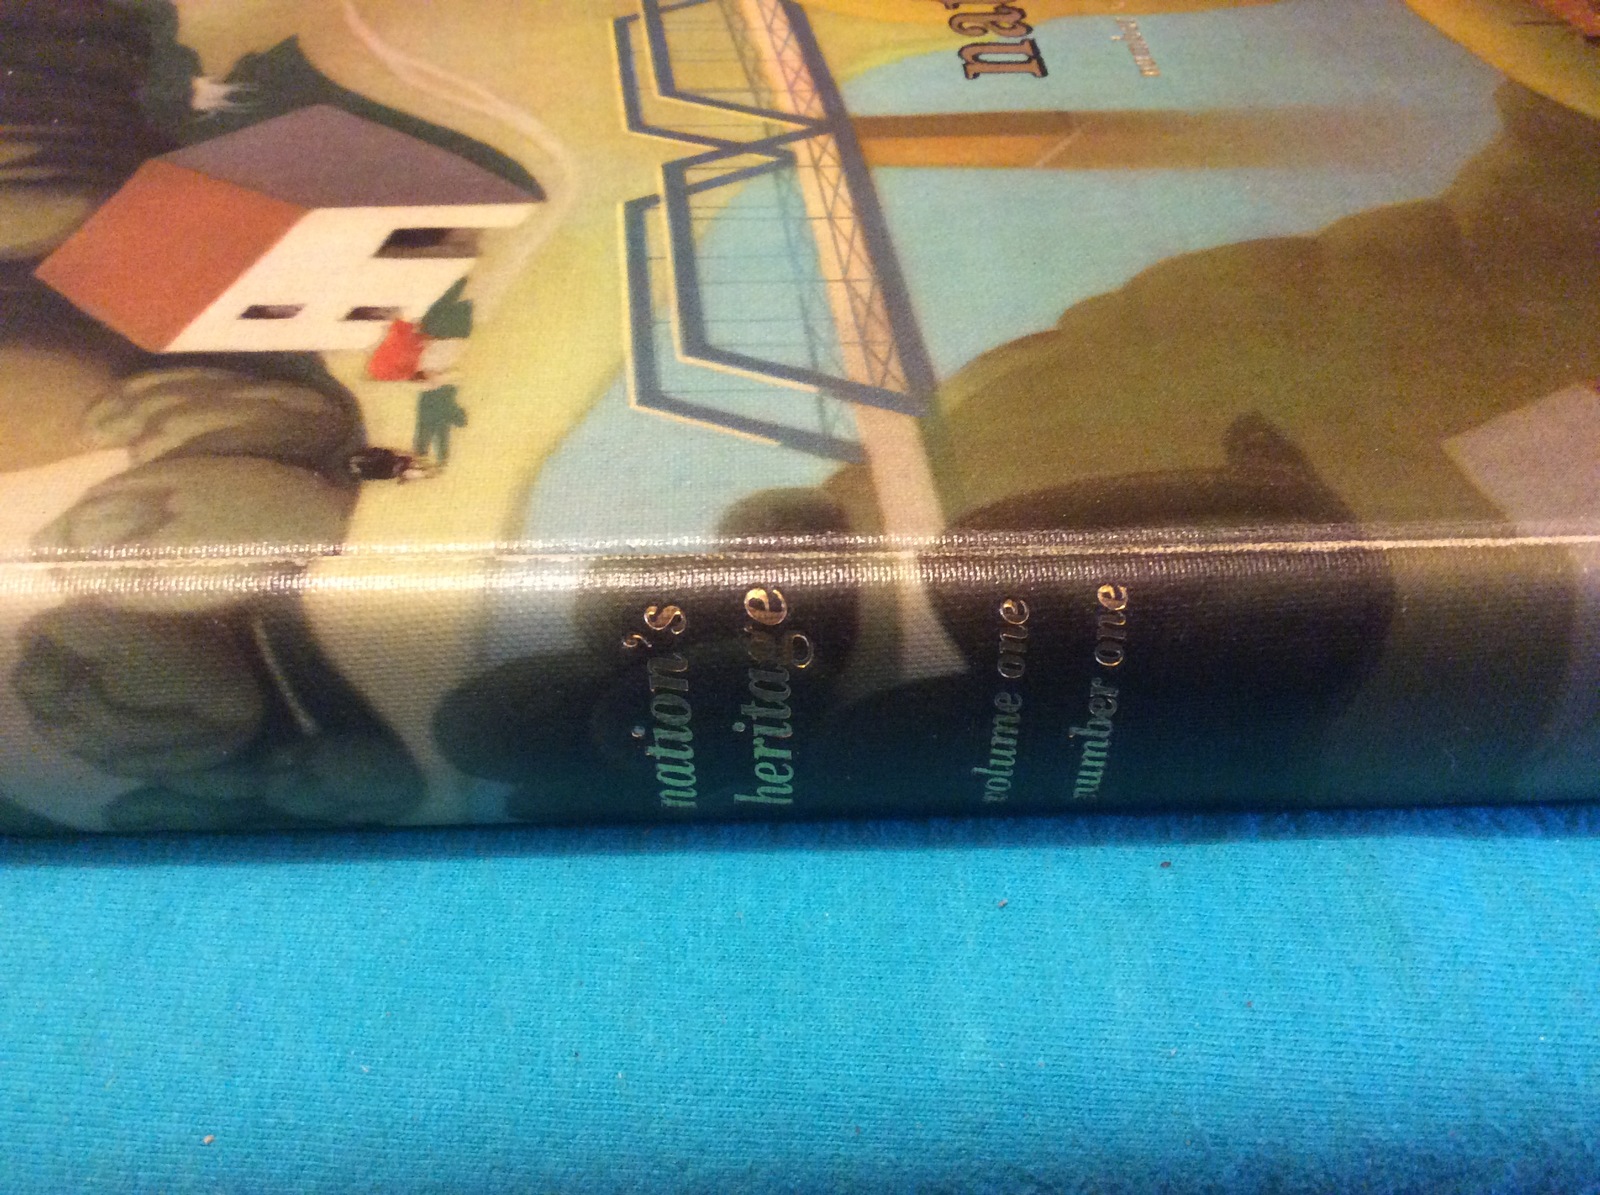 nation's
heritage
volume one
number one